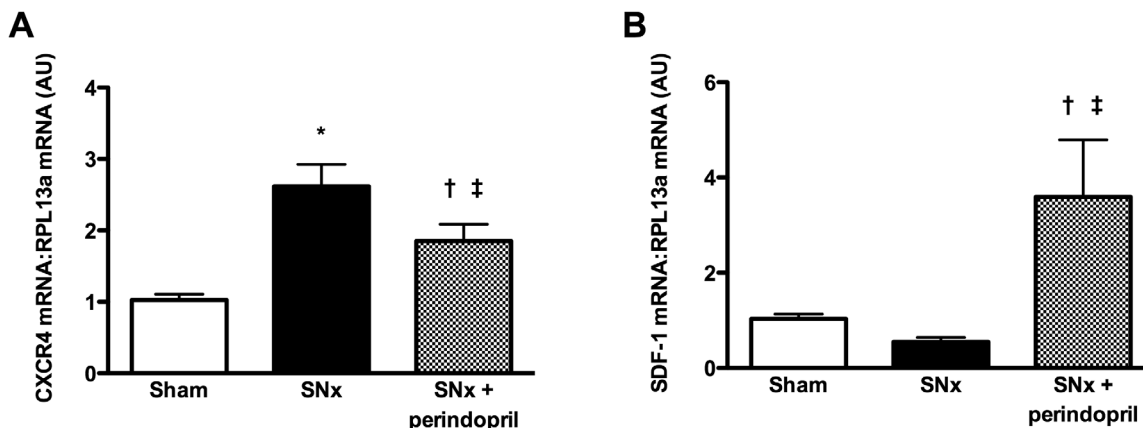 A
CXCR4 mRNA:RPL13a mRNA (AU)
4
3
2
1
0
*
† ‡
Sham
SNx
SNx +
perindopril
B
SDF-1 mRNA:RPL13a mRNA (AU)
6
4
2
0
† ‡
Sham
SNx
SNx +
perindopril